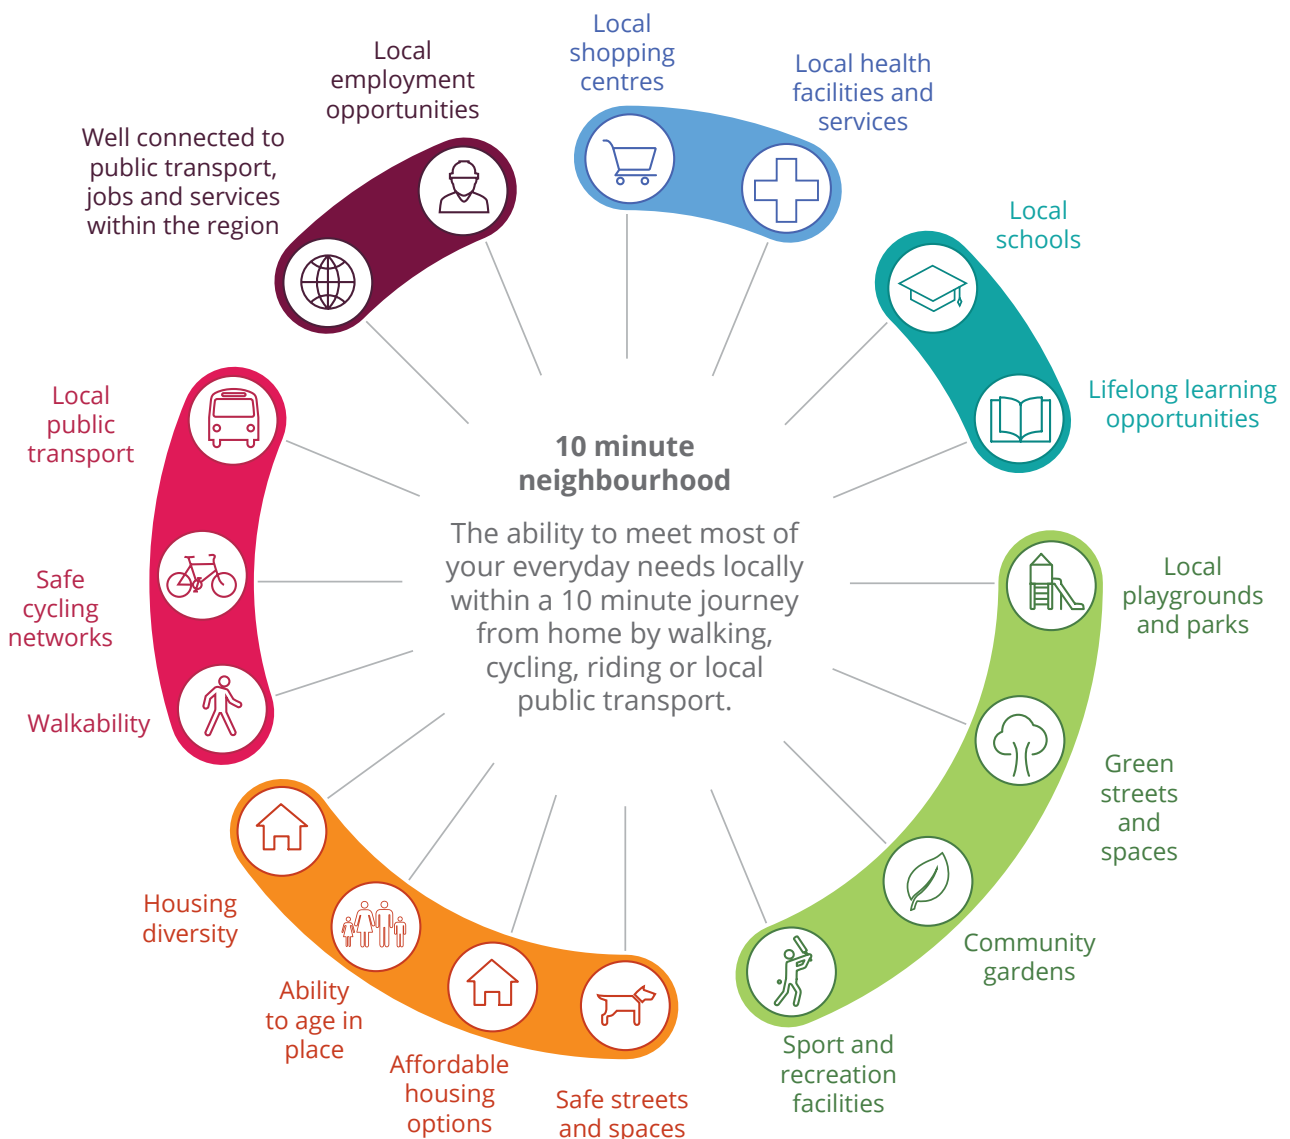 Local
shopping
centres
Local health
facilities and
services
Local
schools
Lifelong learning
opportunities
Local
playgrounds
and parks
Green
streets
and
spaces
Community
gardens
Sport and
recreation
facilities
Safe streets
and spaces
Affordable
housing
options
Ability
to age in
place
Housing
diversity
Walkability
Safe
cycling
networks
Local
public
transport
Well connected to
public transport,
jobs and services
within the region
Local
employment
opportunities
10 minute
neighbourhood
The ability to meet most of
your everyday needs locally
within a 10 minute journey
from home by walking,
cycling, riding or local
public transport.